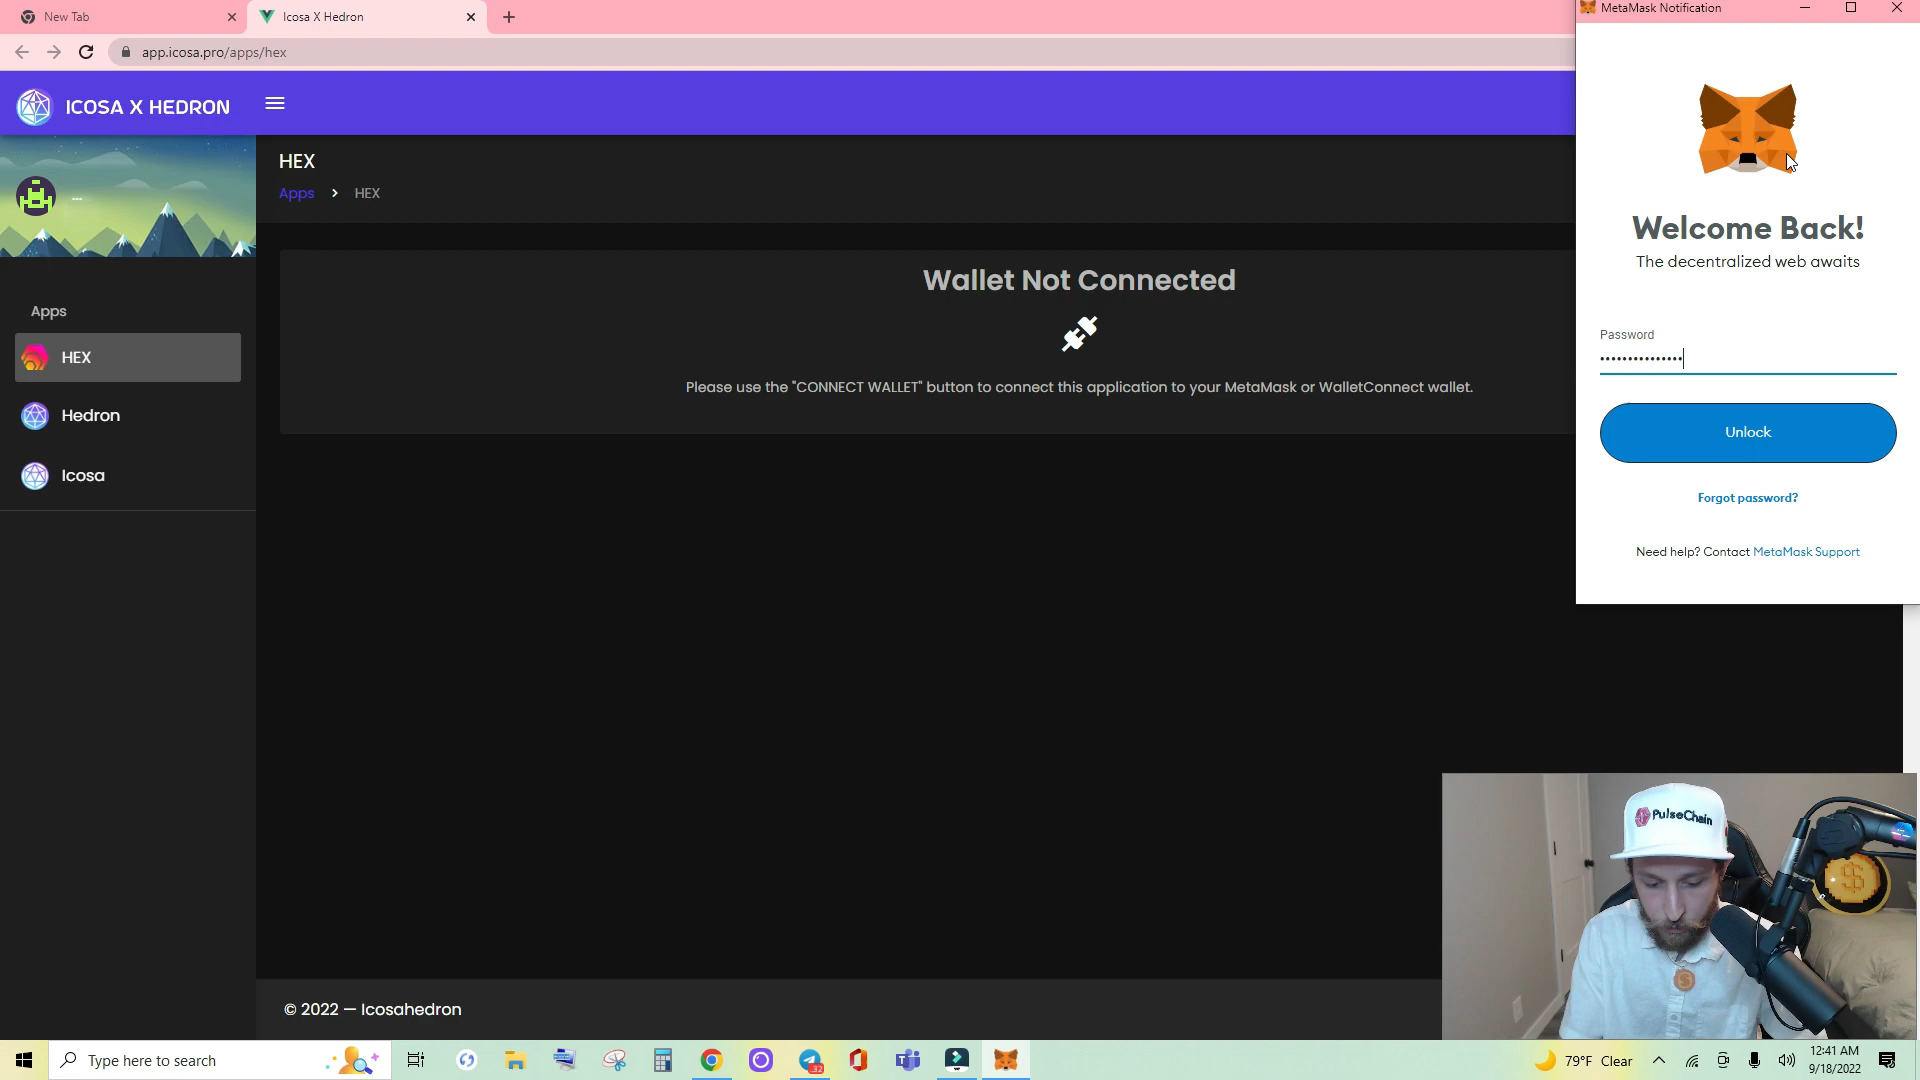 New Tab
Icosa X Hedron
MetaMask Notification
app.icosa.pro/apps/hex
ICOSA X HEDRON
HEX
Apps > HEX
...
Apps
HEX
Hedron
Icosa
Wallet Not Connected
Please use the "CONNECT WALLET" button to connect this application to your MetaMask or WalletConnect wallet.
Welcome Back!
The decentralized web awaits
Password
Unlock
Forgot password?
Need help? Contact MetaMask Support
PulseChain
© 2022 — Icosahedron
Type here to search
32
79°F Clear
12:41 AM
9/18/2022